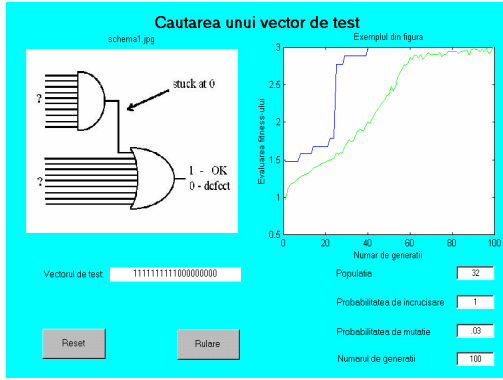 Cautarea unui vector de test
schema1.jpg
Exemplul din figura
stuck at 0
?
?
1 - OK
0 - defect
Evaluarea fitness-ului
3
2.5
2
1.5
1
0.5
0 20 40 60 80 100
Numar de generatii
Vectorul de test 1111111111000000000
Populatia 32
Probabilitatea de incrucisare 1
Probabilitatea de mutatie .03
Numarul de generatii 100
Reset
Rulare